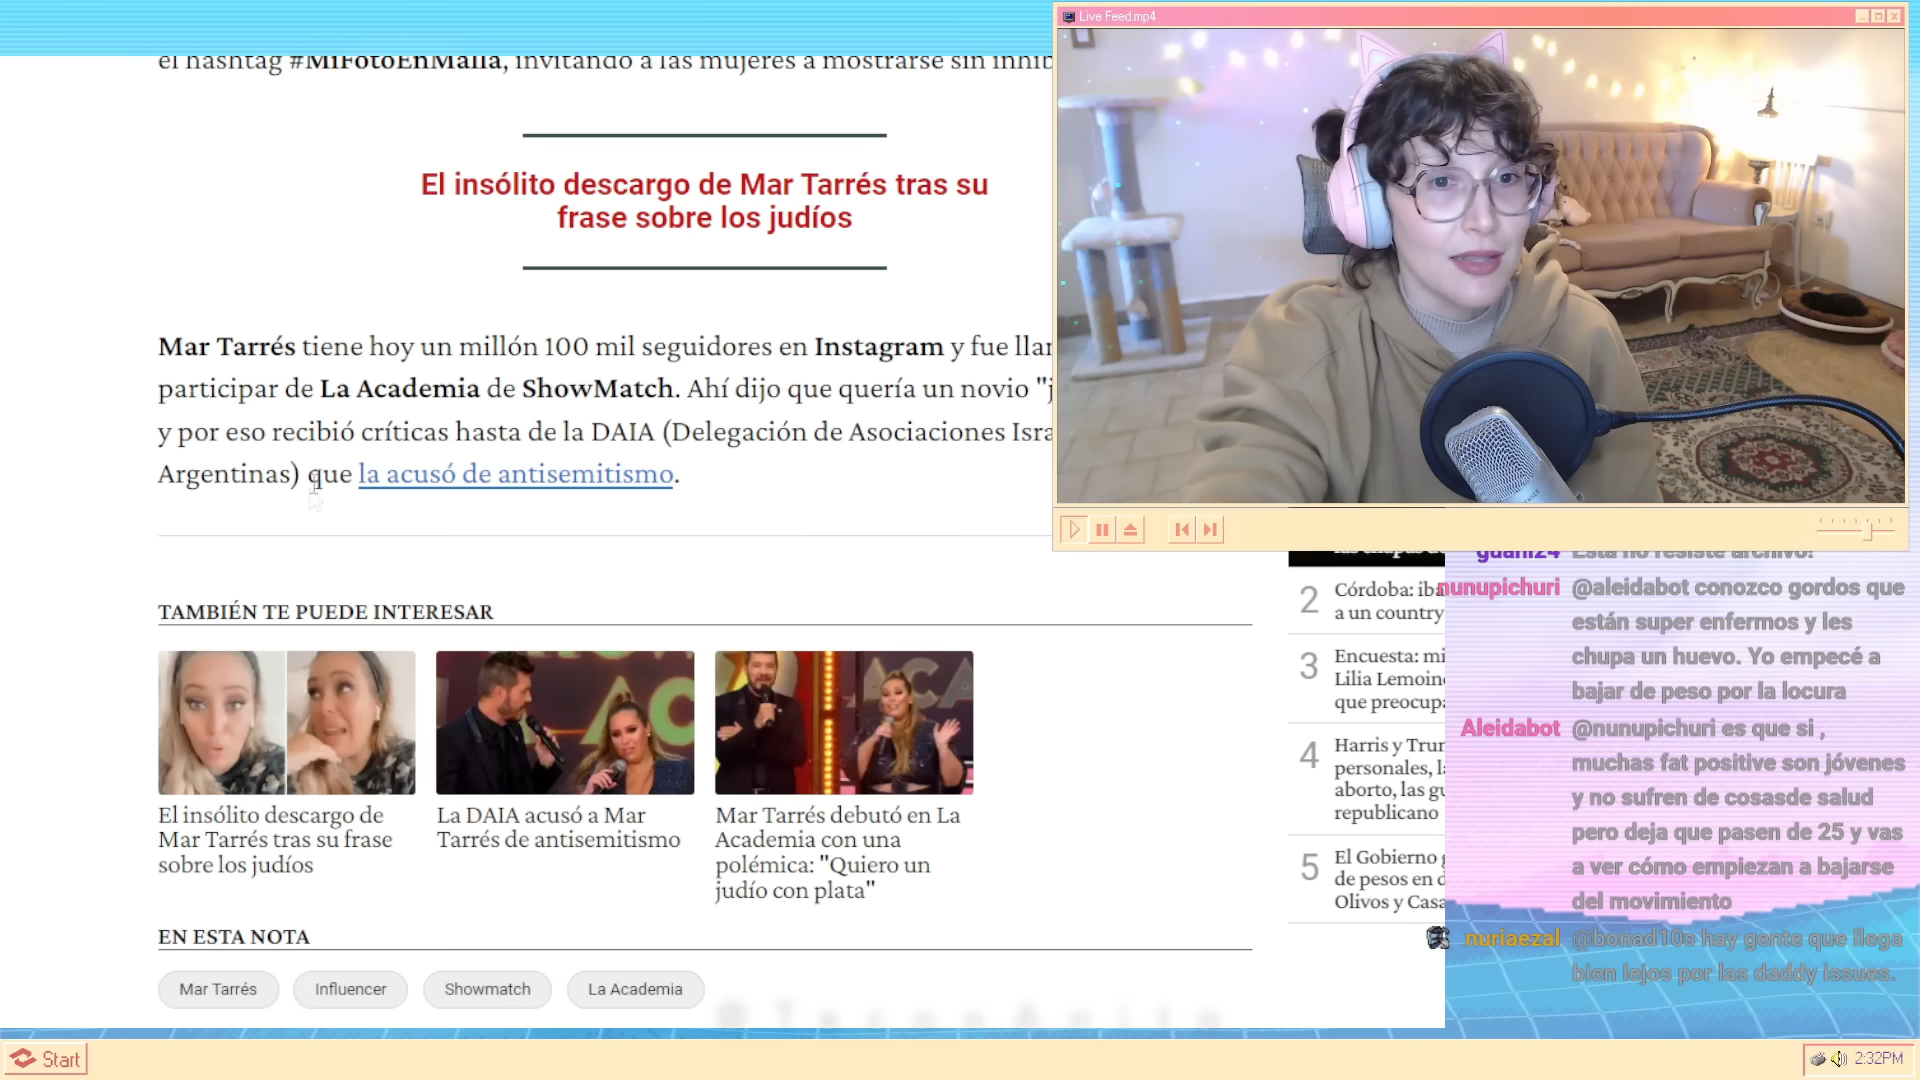 Live Feed.mp4
el hashtag #MiFotoEnMalla, invitando a las mujeres a mostrarse sin
El insólito descargo de Mar Tarrés tras su
frase sobre los judíos
Mar Tarrés tiene hoy un millón 100 mil seguidores en Instagram y fue
participar de La Academia de ShowMatch. Ahí dijo que quería un novio "j
y por eso recibió críticas hasta de la DAIA (Delegación de Asociaciones Isra
Argentinas) que la acusó de antisemitismo.
TAMBIÉN TE PUEDE INTERESAR
El insólito descargo de
Mar Tarrés tras su frase
sobre los judíos
La DAIA acusó a Mar
Tarrés de antisemitismo
Mar Tarrés debutó en La
Academia con una
polémica: "Quiero un
judío con plata"
EN ESTA NOTA
Mar Tarrés
Influencer
Showmatch
La Academia
2 Córdoba: iba
a un country
3 Encuesta: mi
Lilia Lemoin
que preocup
4 Harris y Trum
personales, l
aborto, las gu
republicano
5 El Gobierno g
de pesos en d
Olivos y Casa
guani24 Esta no resiste archivo!
nunupichuri @aleidabot conozco gordos que
están super enfermos y les
chupa un huevo. Yo empecé a
bajar de peso por la locura
Aleidabot @nunupichuri es que si ,
muchas fat positive son jóvenes
y no sufren de cosasde salud
pero deja que pasen de 25 y vas
a ver cómo empiezan a bajarse
del movimiento
nuriaezal @bonad10s hay gente que llega
bien lejos por las daddy issues.
Start
2:32PM